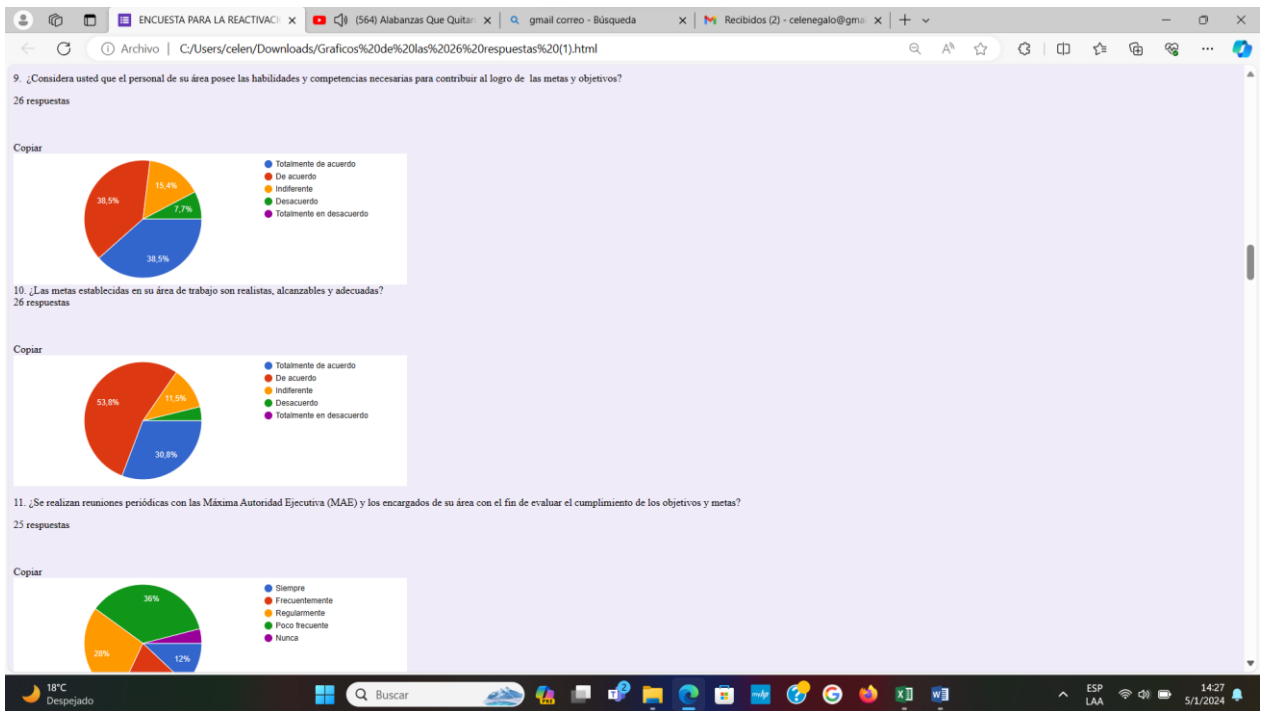 ENCUESTA PARA LA REACTIVACI
(564) Alabanzas Que Quitan
gmail correo - Búsqueda
Recibidos (2) - celenegalo@gma
Archivo | C:/Users/celen/Downloads/Graficos%20de%20las%2026%20respuestas%20(1).html
9. ¿Considera usted que el personal de su área posee las habilidades y competencias necesarias para contribuir al logro de las metas y objetivos?
26 respuestas
Copiar
38,5%
15,4%
7,7%
38,5%
Totalmente de acuerdo
De acuerdo
Indiferente
Desacuerdo
Totalmente en desacuerdo
10. ¿Las metas establecidas en su área de trabajo son realistas, alcanzables y adecuadas?
26 respuestas
Copiar
53,8%
11,5%
30,8%
Totalmente de acuerdo
De acuerdo
Indiferente
Desacuerdo
Totalmente en desacuerdo
11. ¿Se realizan reuniones periódicas con las Máxima Autoridad Ejecutiva (MAE) y los encargados de su área con el fin de evaluar el cumplimiento de los objetivos y metas?
25 respuestas
Copiar
36%
28%
12%
Siempre
Frecuentemente
Regularmente
Poco frecuente
Nunca
18°C
Despejado
Buscar
ESP
LAA
14:27
5/1/2024